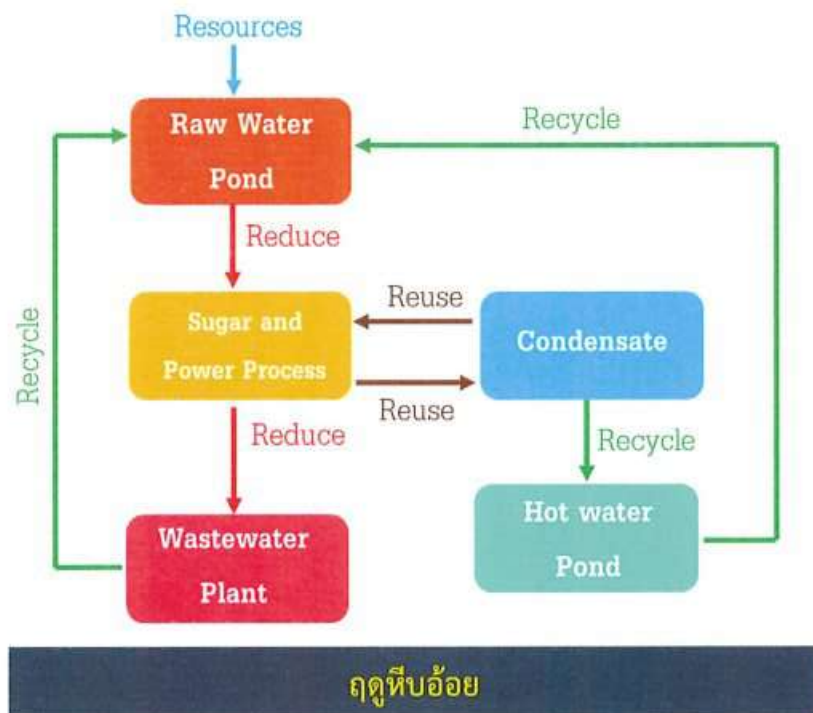 Resources
Raw Water
Pond
Recycle
Reduce
Recycle
Sugar and
Power Process
Reuse
Condensate
Reuse
Reduce
Recycle
Wastewater
Plant
Hot water
Pond
ฤดูหีบอ้อย